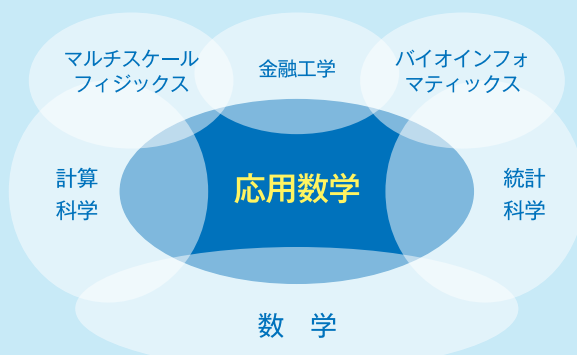 マルチスケール
フィジックス
金融工学
バイオインフォ
マティックス
計算
科学
応用数学
統計
科学
数　学